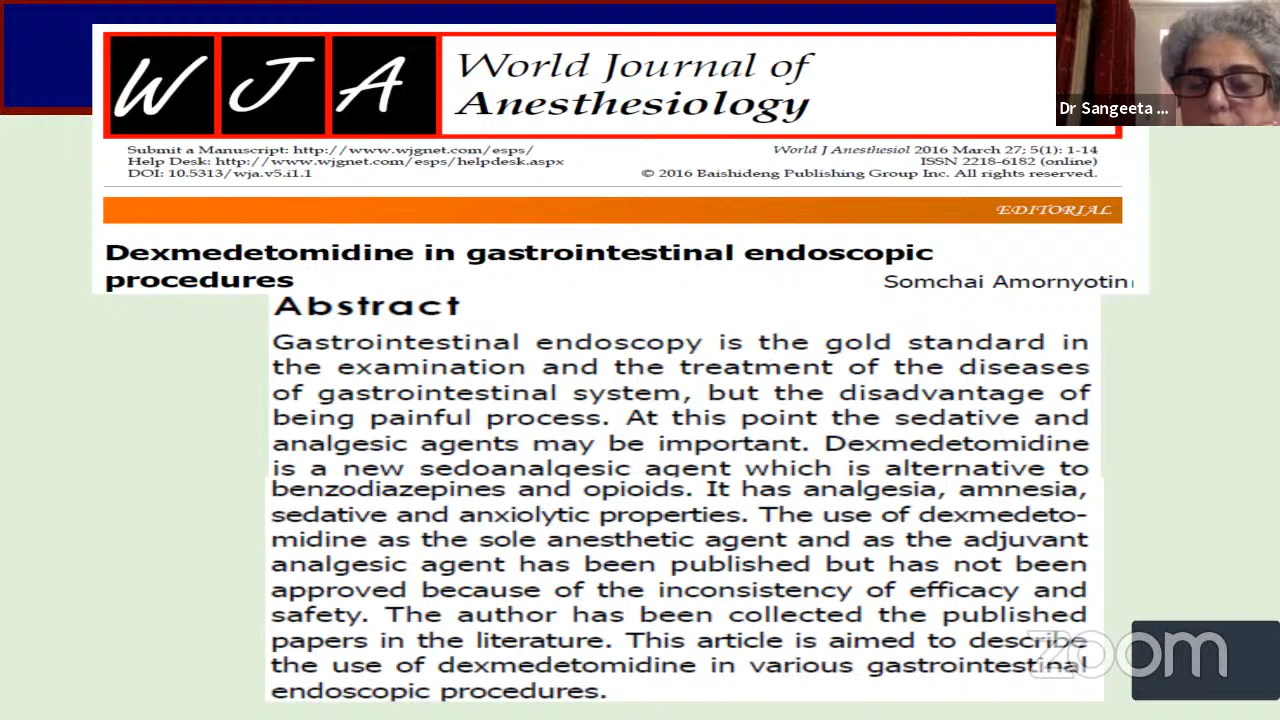 W J A
World Journal of
Anesthesiology
Dr Sangeeta ...
Submit a Manuscript: http://www.wjgnet.com/esps/
Help Desk: http://www.wjgnet.com/esps/helpdesk.aspx
DOI: 10.5313/wja.v5.i1.1
World J Anesthesiol 2016 March 27; 5(1): 1-14
ISSN 2218-6182 (online)
© 2016 Baishideng Publishing Group Inc. All rights reserved.
EDITORIAL
Dexmedetomidine in gastrointestinal endoscopic
procedures
Somchai Amornyotin
Abstract
Gastrointestinal endoscopy is the gold standard in
the examination and the treatment of the diseases
of gastrointestinal system, but the disadvantage of
being painful process. At this point the sedative and
analgesic agents may be important. Dexmedetomidine
is a new sedoanalgesic agent which is alternative to
benzodiazepines and opioids. It has analgesia, amnesia,
sedative and anxiolytic properties. The use of dexmedeto-
midine as the sole anesthetic agent and as the adjuvant
analgesic agent has been published but has not been
approved because of the inconsistency of efficacy and
safety. The author has been collected the published
papers in the literature. This article is aimed to describe
the use of dexmedetomidine in various gastrointestinal
endoscopic procedures.
zoom